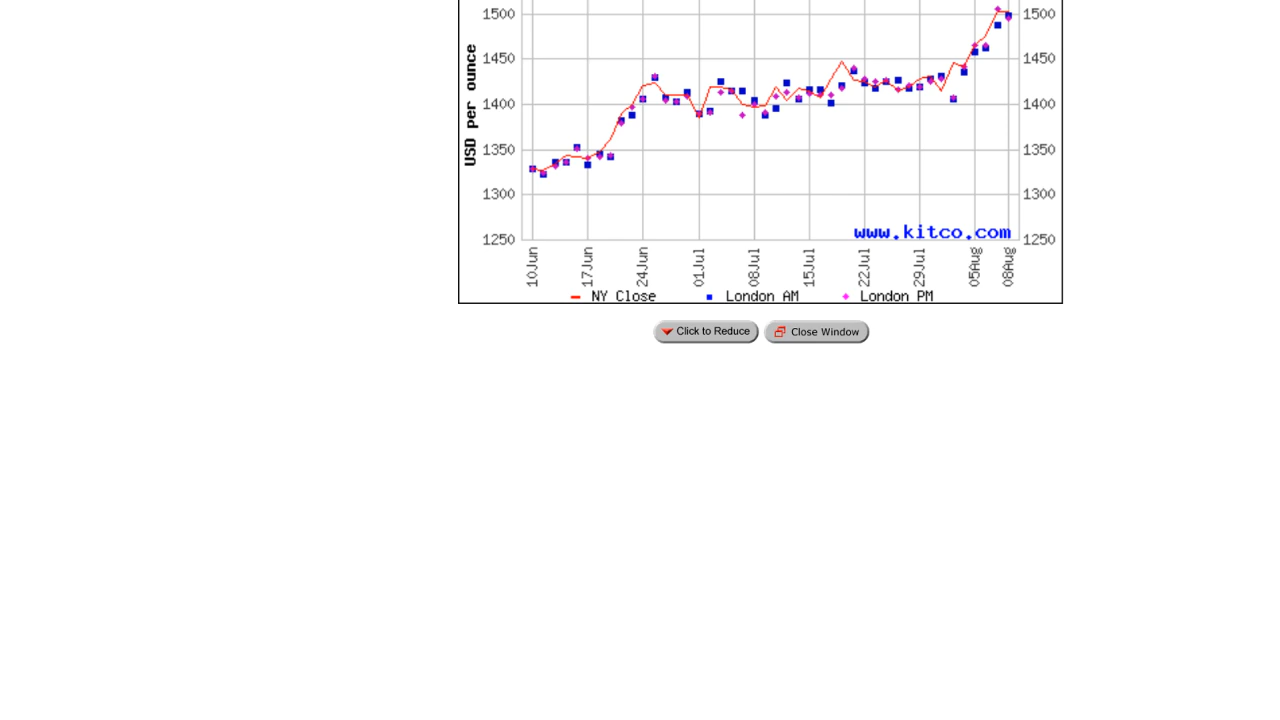 1500 1500
1450 1450
USD per ounce
1400 1400
1350 1350
1300 1300
www.kitco.com
1250 1250
10Jun 17Jun 24Jun 01Jul 08Jul 15Jul 22Jul 29Jul 05Aug 08Aug
NY Close London AM London PM
Click to Reduce Close Window